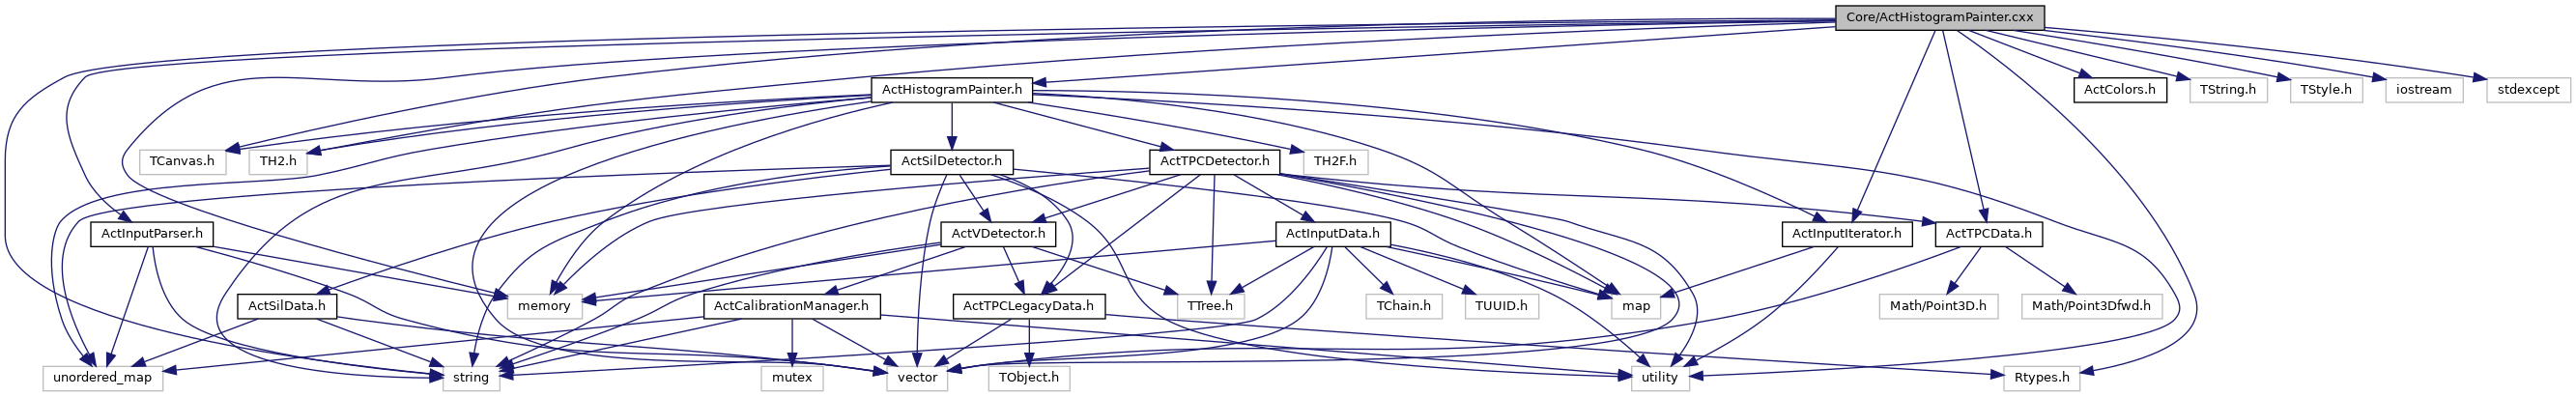 Core/ActHistogramPainter.cxx
ActHistogramPainter.h
ActColors.h
TString.h
TStyle.h
iostream
stdexcept
TCanvas.h
TH2.h
ActSilDetector.h
ActTPCDetector.h
TH2F.h
ActInputParser.h
ActVDetector.h
ActInputData.h
ActInputIterator.h
ActTPCData.h
ActSilData.h
memory
ActCalibrationManager.h
ActTPCLegacyData.h
TTree.h
TChain.h
TUUID.h
map
Math/Point3D.h
Math/Point3Dfwd.h
unordered_map
string
mutex
vector
TObject.h
utility
Rtypes.h